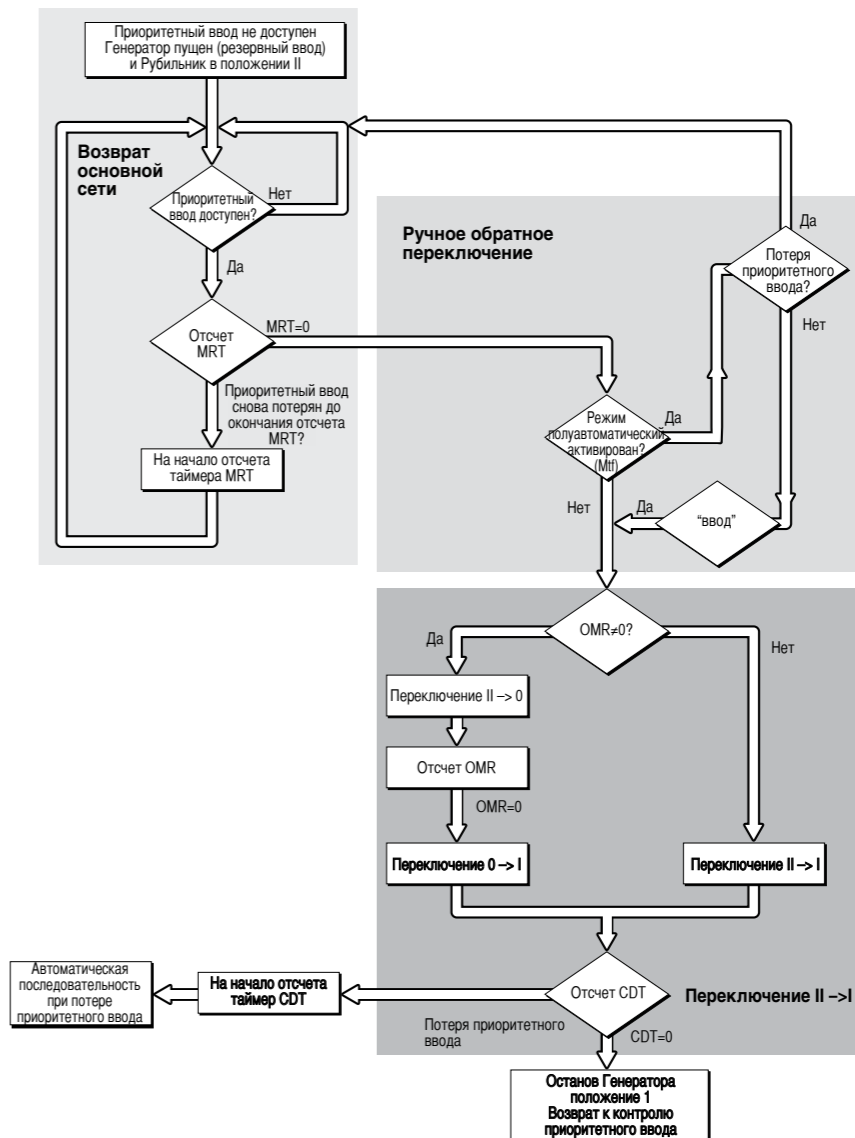 Приоритетный ввод не доступен
Генератор пущен (резервный ввод)
и Рубильник в положении II
Возврат
основной
сети
Приоритетный
ввод доступен?
Нет
Да
Отсчет
MRT
MRT=0
Приоритетный ввод
снова потерян до
окончания отсчета
MRT?
На начало отсчета
таймера MRT
Ручное обратное
переключение
Да
Потеря
приоритетного
ввода?
Нет
Режим
полуавтоматический
активирован?
(Mtf)
Да
Нет
Да
“ввод”
OMR≠0?
Да
Нет
Переключение II –> 0
Отсчет OMR
OMR=0
Переключение 0 –> I
Переключение II –> I
Отсчет CDT
Переключение II –>I
На начало отсчета
таймер CDT
Автоматическая
последовательность
при потере
приоритетного ввода
Потеря приоритетного
ввода
CDT=0
Останов Генератора
положение 1
Возврат к контролю
приоритетного ввода